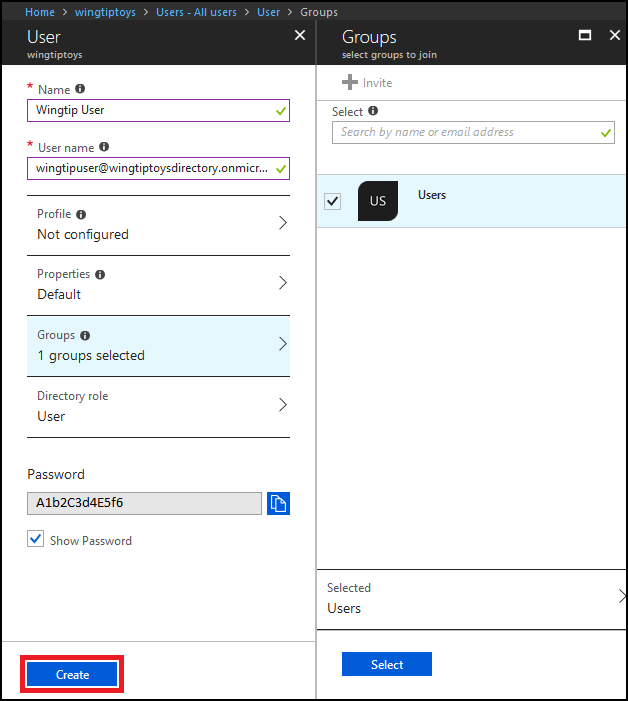 Home > wingtiptoys > Users - All users > User > Groups
User
wingtiptoys
* Name
Wingtip User
* User name
wingtipuser@wingtiptoysdirectory.onmicr...
Profile
Not configured
Properties
Default
Groups
1 groups selected
Directory role
User
Password
A1b2C3d4E5f6
Show Password
Create
Groups
select groups to join
Invite
Select
Search by name or email address
US
Users
Selected
Users
Select